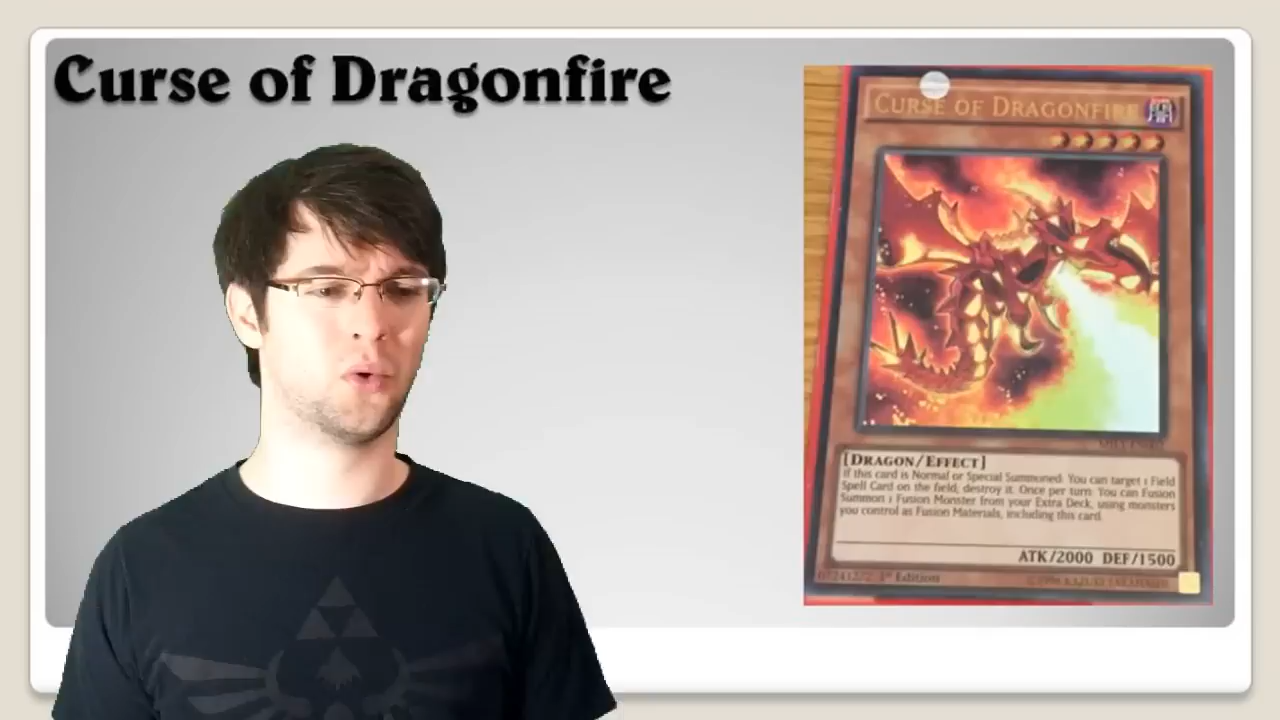 Curse of Dragonfire
CURSE OF DRAGONFIRE
[DRAGON/EFFECT]
If this card is Normal or Special Summoned: You can target 1 Field
Spell Card on the field; destroy it. Once per turn: You can Fusion
Summon 1 Fusion Monster from your Extra Deck, using monsters
you control as Fusion Materials, including this card.
ATK/2000 DEF/1500
1st Edition